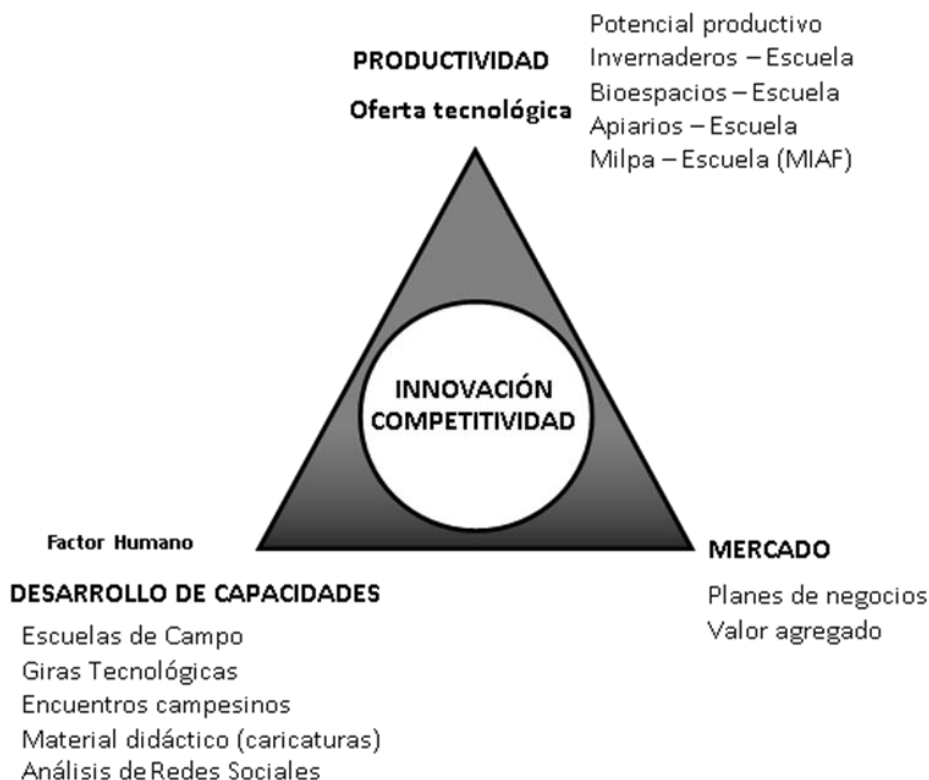 PRODUCTIVIDAD
Oferta tecnológica
Potencial productivo
Invernaderos – Escuela
Bioespacios – Escuela
Apiarios – Escuela
Milpa – Escuela (MIAF)
INNOVACIÓN
COMPETITIVIDAD
Factor Humano
DESARROLLO DE CAPACIDADES
Escuelas de Campo
Giras Tecnológicas
Encuentros campesinos
Material didáctico (caricaturas)
Análisis de Redes Sociales
MERCADO
Planes de negocios
Valor agregado